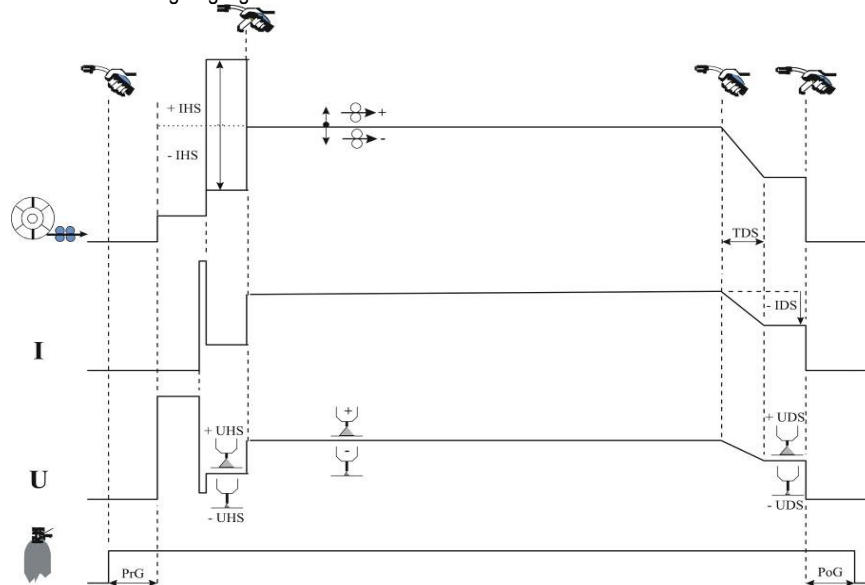 + IHS
- IHS
+
-
TDS
- IDS
I
+ UHS
+
+ UDS
-
U
- UHS
- UDS
PrG
PoG